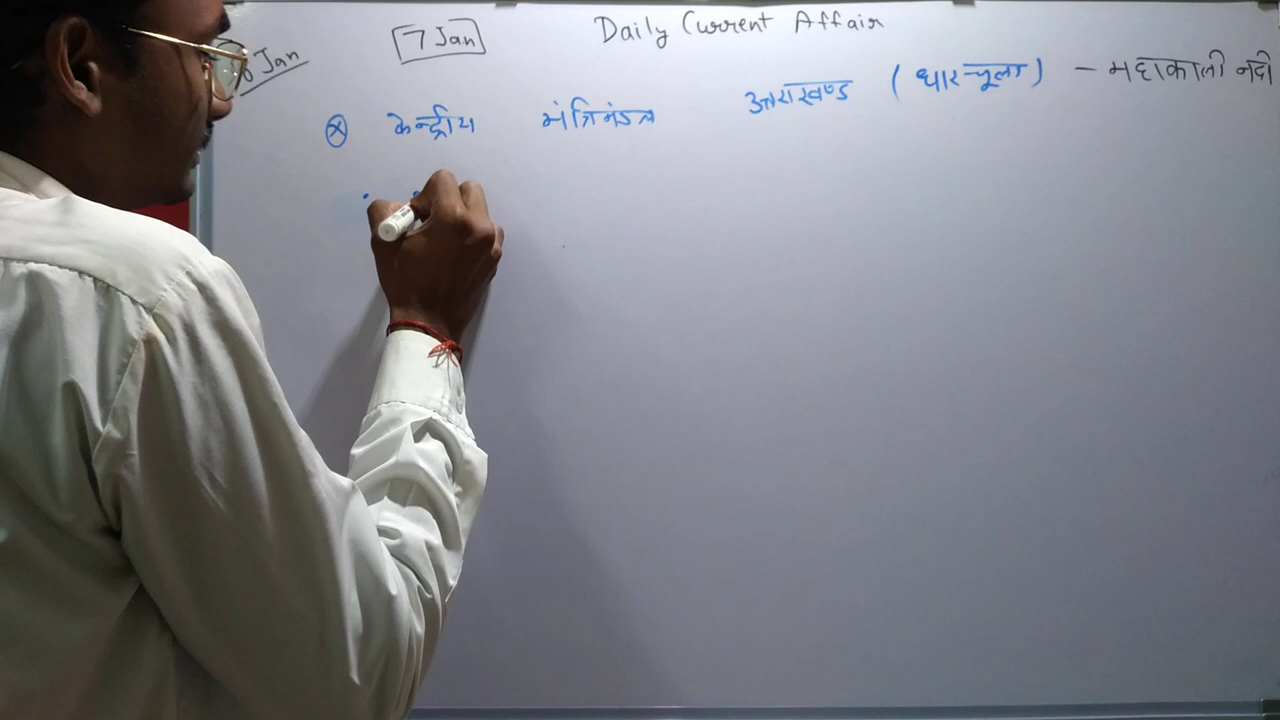 Jan 7 Jan Daily Current Affair
केन्द्रीय मंत्रिमंडल उत्तराखण्ड (धारचूला) - महाकाली नदी